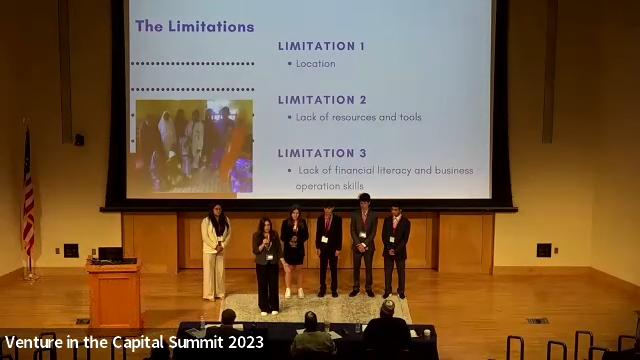 The Limitations
LIMITATION 1
• Location
LIMITATION 2
• Lack of resources and tools
LIMITATION 3
• Lack of financial literacy and business
operation skills
Venture in the Capital Summit 2023